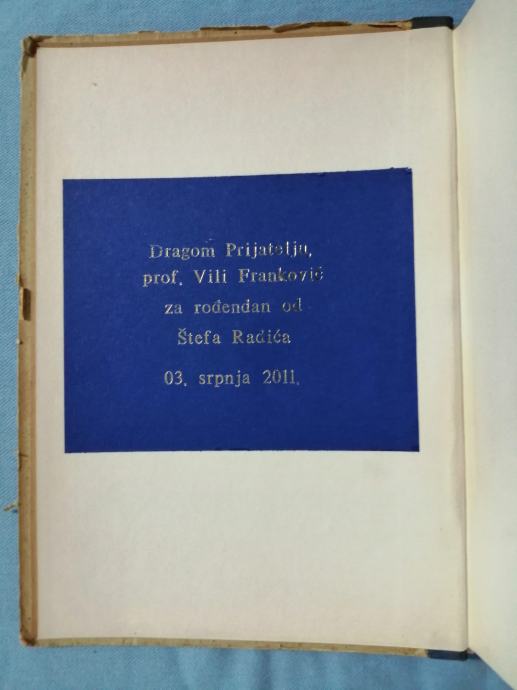 Dragom Prijatelju,
prof. Vili Franković
za rođendan od
Štefa Radića
03. srpnja 2011.